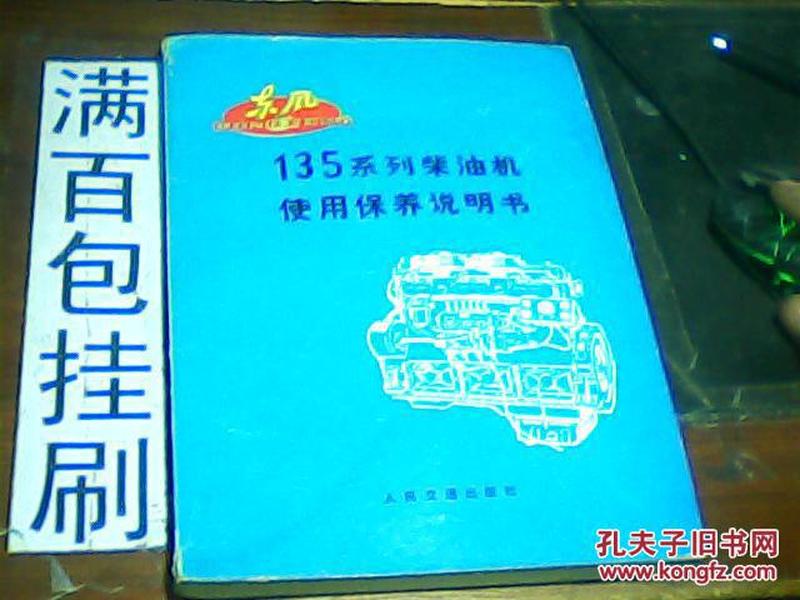 满百包挂刷
东风
135系列柴油机
使用保养说明书
人民交通出版社
孔夫子旧书网
www.kongfz.com